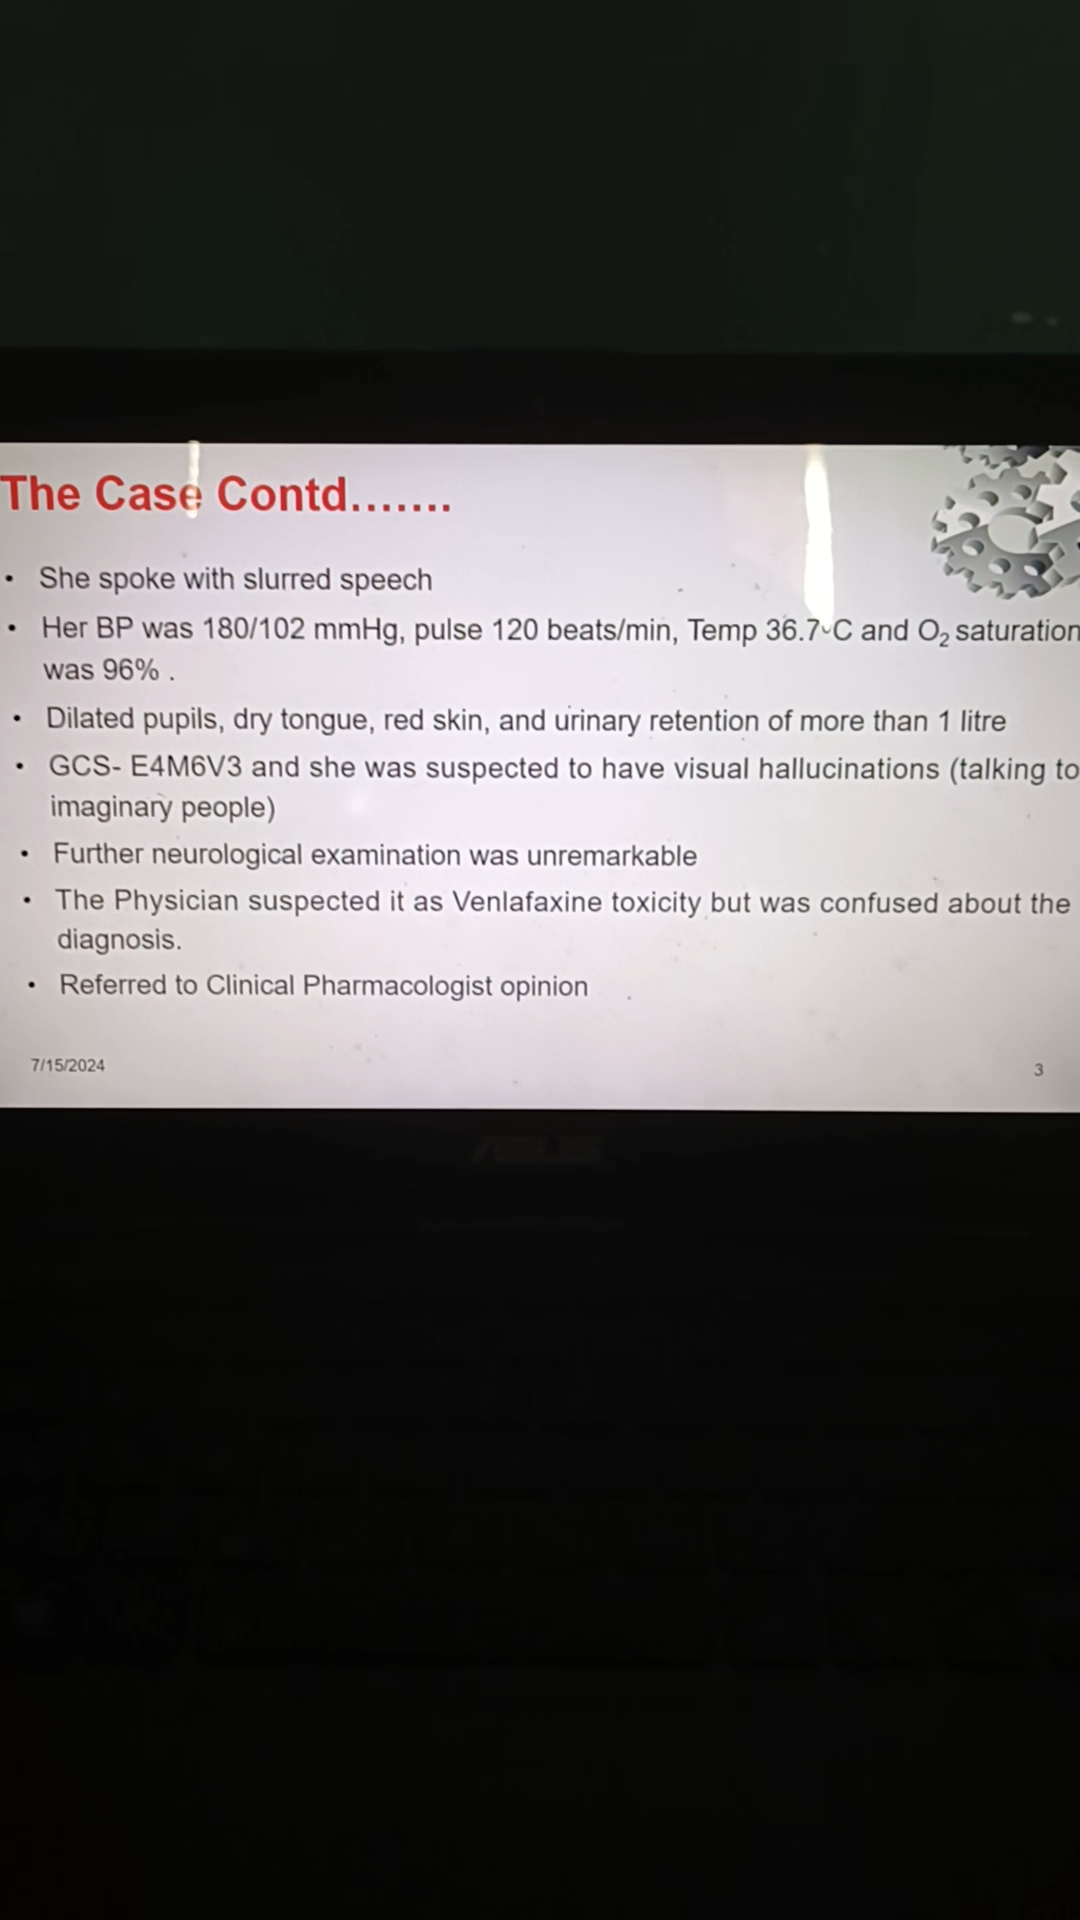 The Case Contd.......
• She spoke with slurred speech
• Her BP was 180/102 mmHg, pulse 120 beats/min, Temp 36.7◦C and O₂ saturation
was 96% .
• Dilated pupils, dry tongue, red skin, and urinary retention of more than 1 litre
• GCS- E4M6V3 and she was suspected to have visual hallucinations (talking to
imaginary people)
• Further neurological examination was unremarkable
• The Physician suspected it as Venlafaxine toxicity but was confused about the
diagnosis.
• Referred to Clinical Pharmacologist opinion
7/15/2024
3
ASUS